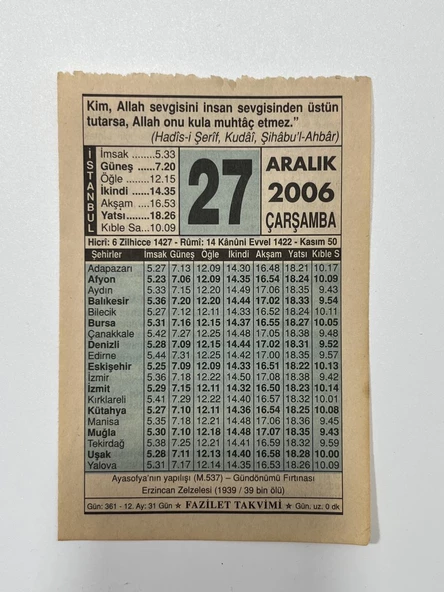 Kim, Allah sevgisini insan sevgisinden üstün
tutarsa, Allah onu kula muhtâç etmez.”
(Hadîs-i Şerîf, Kudâî, Şihâbu'l-Ahbâr)
İSTANBUL
İmsak ........5.33
Güneş ......7.20
Öğle ........12.15
İkindi ......14.35
Akşam ....16.53
Yatsı.......18.26
Kıble Sa...10.09
27
ARALIK
2006
ÇARŞAMBA
Hicrî: 6 Zilhicce 1427 - Rûmî: 14 Kânûni Evvel 1422 - Kasım 50
Şehirler İmsak Güneş Öğle İkindi Akşam Yatsı Kıble S
Adapazarı 5.27 7.13 12.09 14.30 16.48 18.21 10.17
Afyon 5.23 7.06 12.09 14.35 16.54 18.24 10.09
Aydın 5.33 7.15 12.20 14.49 17.06 18.35 9.43
Balıkesir 5.36 7.20 12.20 14.44 17.02 18.33 9.54
Bilecik 5.27 7.12 12.11 14.33 16.52 18.24 10.11
Bursa 5.31 7.16 12.15 14.37 16.55 18.27 10.05
Çanakkale 5.42 7.27 12.25 14.48 17.05 18.38 9.48
Denizli 5.28 7.09 12.15 14.44 17.02 18.31 9.52
Edirne 5.44 7.31 12.25 14.42 17.00 18.35 9.57
Eskişehir 5.25 7.09 12.09 14.33 16.51 18.22 10.13
İzmir 5.36 7.18 12.22 14.50 17.08 18.38 9.42
İzmit 5.29 7.15 12.11 14.32 16.50 18.23 10.14
Kırklareli 5.41 7.29 12.22 14.40 16.57 18.32 10.01
Kütahya 5.27 7.10 12.11 14.36 16.54 18.25 10.08
Manisa 5.35 7.18 12.21 14.48 17.06 18.36 9.45
Muğla 5.30 7.10 12.18 14.48 17.07 18.35 9.43
Tekirdağ 5.38 7.25 12.21 14.41 16.59 18.32 9.59
Uşak 5.28 7.11 12.13 14.40 16.58 18.28 10.00
Yalova 5.31 7.17 12.14 14.35 16.53 18.26 10.09
Ayasofya'nın yapılışı (M.537) – Gündönümü Fırtınası
Erzincan Zelzelesi (1939 / 39 bin ölü)
Gün: 361 - 12. Ay: 31 Gün ★ FAZİLET TAKVİMİ ★ Gün. uz: 0 dk